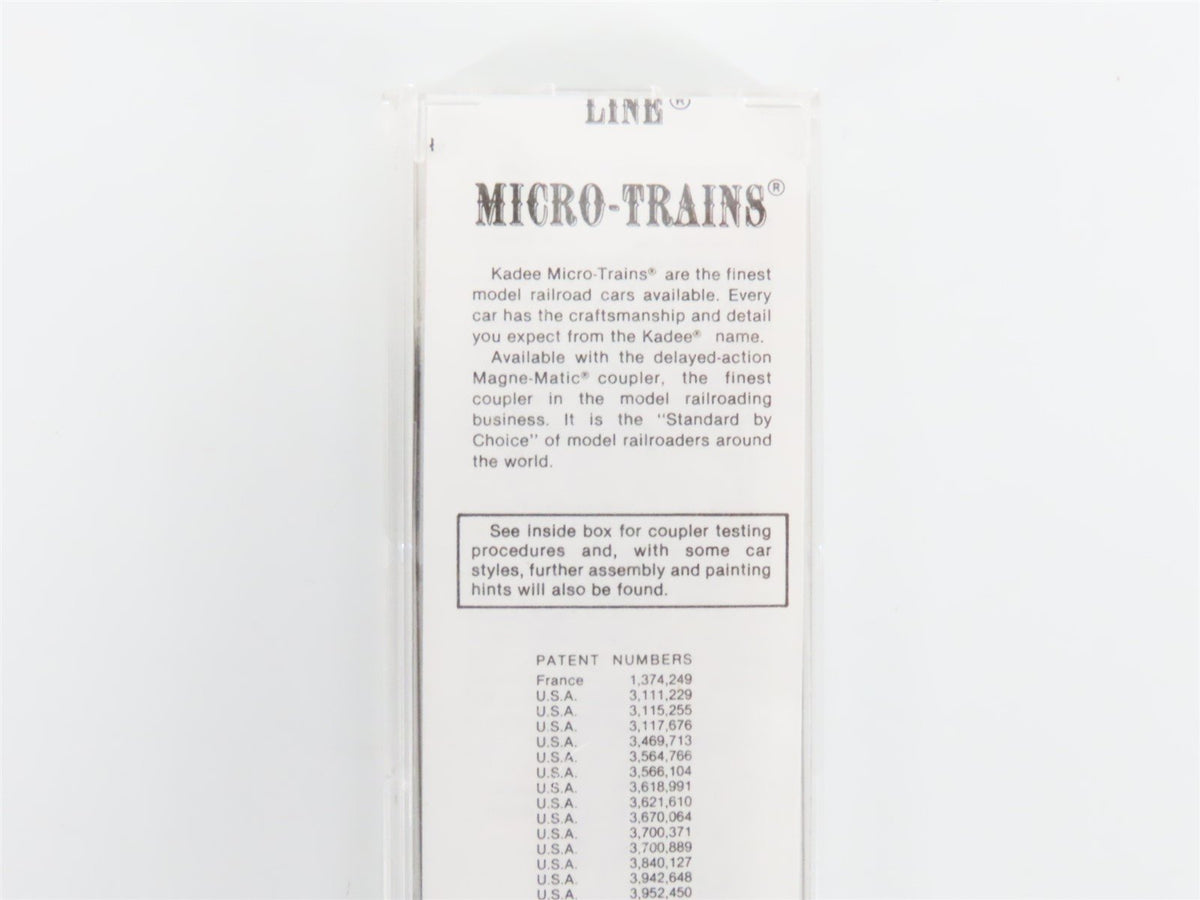 LINE®
MICRO-TRAINS®
Kadee Micro-Trains® are the finest
model railroad cars available. Every
car has the craftsmanship and detail
you expect from the Kadee® name.
Available with the delayed-action
Magne-Matic® coupler, the finest
coupler in the model railroading
business. It is the "Standard by
Choice" of model railroaders around
the world.
See inside box for coupler testing
procedures and, with some car
styles, further assembly and painting
hints will also be found.
PATENT NUMBERS
France 1,374,249
U.S.A. 3,111,229
U.S.A. 3,115,255
U.S.A. 3,117,676
U.S.A. 3,469,713
U.S.A. 3,564,766
U.S.A. 3,566,104
U.S.A. 3,618,991
U.S.A. 3,621,610
U.S.A. 3,670,064
U.S.A. 3,700,371
U.S.A. 3,700,889
U.S.A. 3,840,127
U.S.A. 3,942,648
U.S.A. 3,952,450